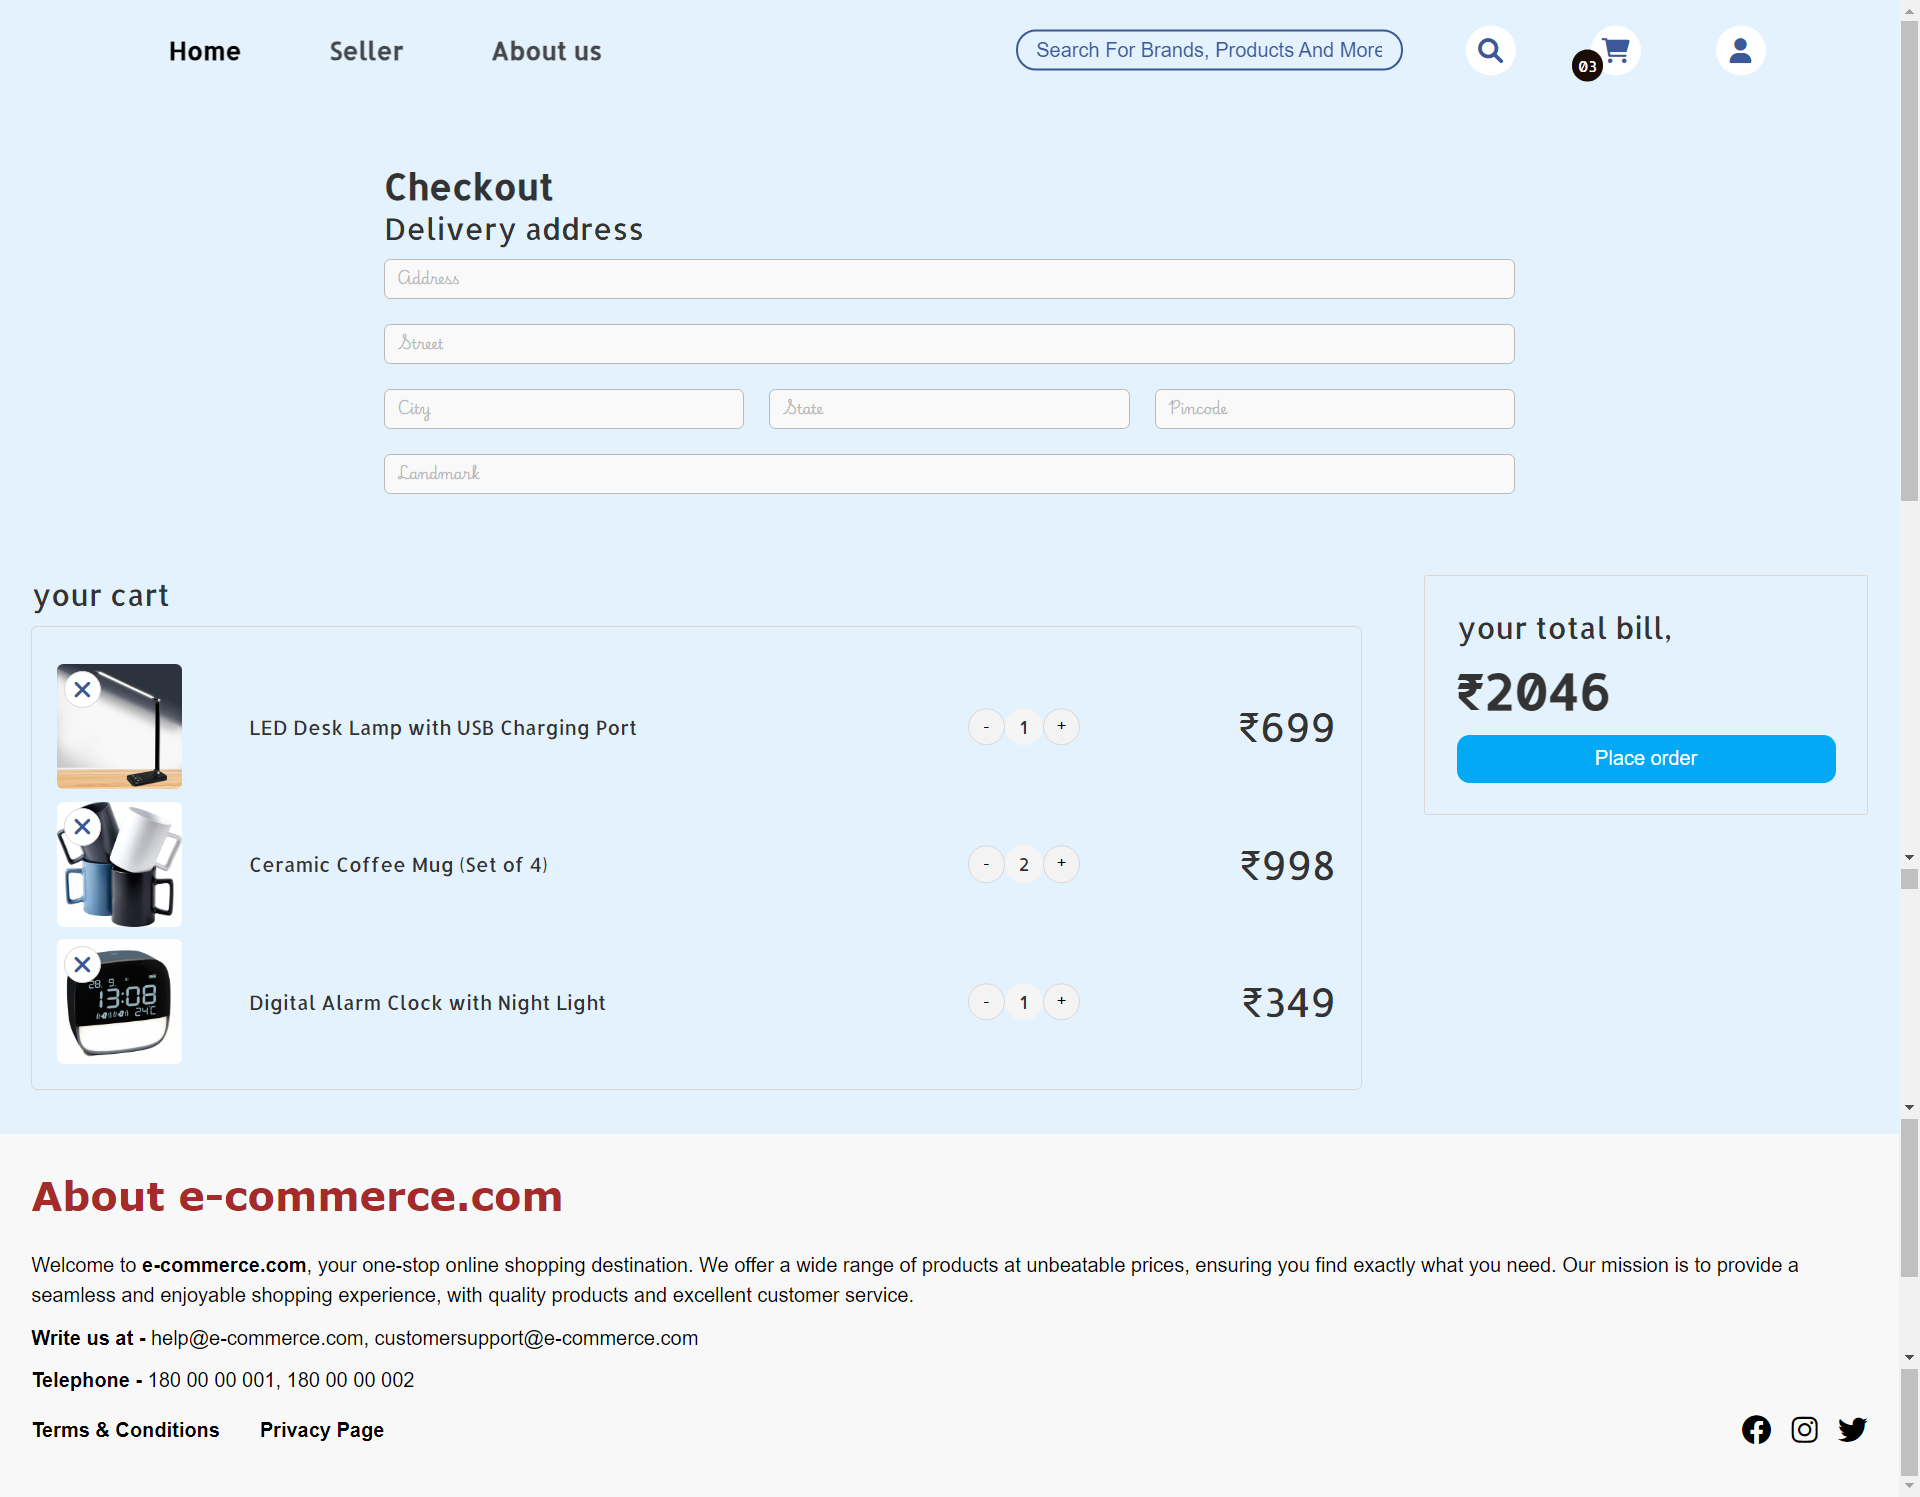 Home Seller About us Search For Brands, Products And More 03
Checkout
Delivery address
Address
Street
City State Pincode
Landmark
your cart
LED Desk Lamp with USB Charging Port - 1 + ₹699
Ceramic Coffee Mug (Set of 4) - 2 + ₹998
28. 9.
13:08
24°C
Digital Alarm Clock with Night Light - 1 + ₹349
your total bill,
₹2046
Place order
About e-commerce.com
Welcome to e-commerce.com, your one-stop online shopping destination. We offer a wide range of products at unbeatable prices, ensuring you find exactly what you need. Our mission is to provide a
seamless and enjoyable shopping experience, with quality products and excellent customer service.
Write us at - help@e-commerce.com, customersupport@e-commerce.com
Telephone - 180 00 00 001, 180 00 00 002
Terms & Conditions Privacy Page